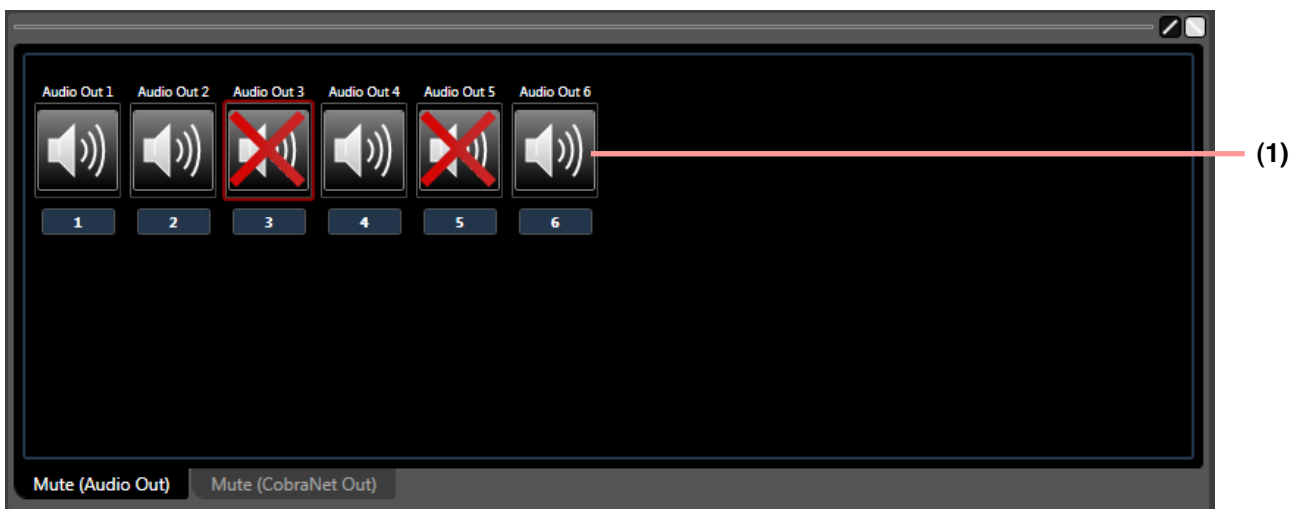 Audio Out 1 Audio Out 2 Audio Out 3 Audio Out 4 Audio Out 5 Audio Out 6
(1)
1 2 3 4 5 6
Mute (Audio Out) Mute (CobraNet Out)